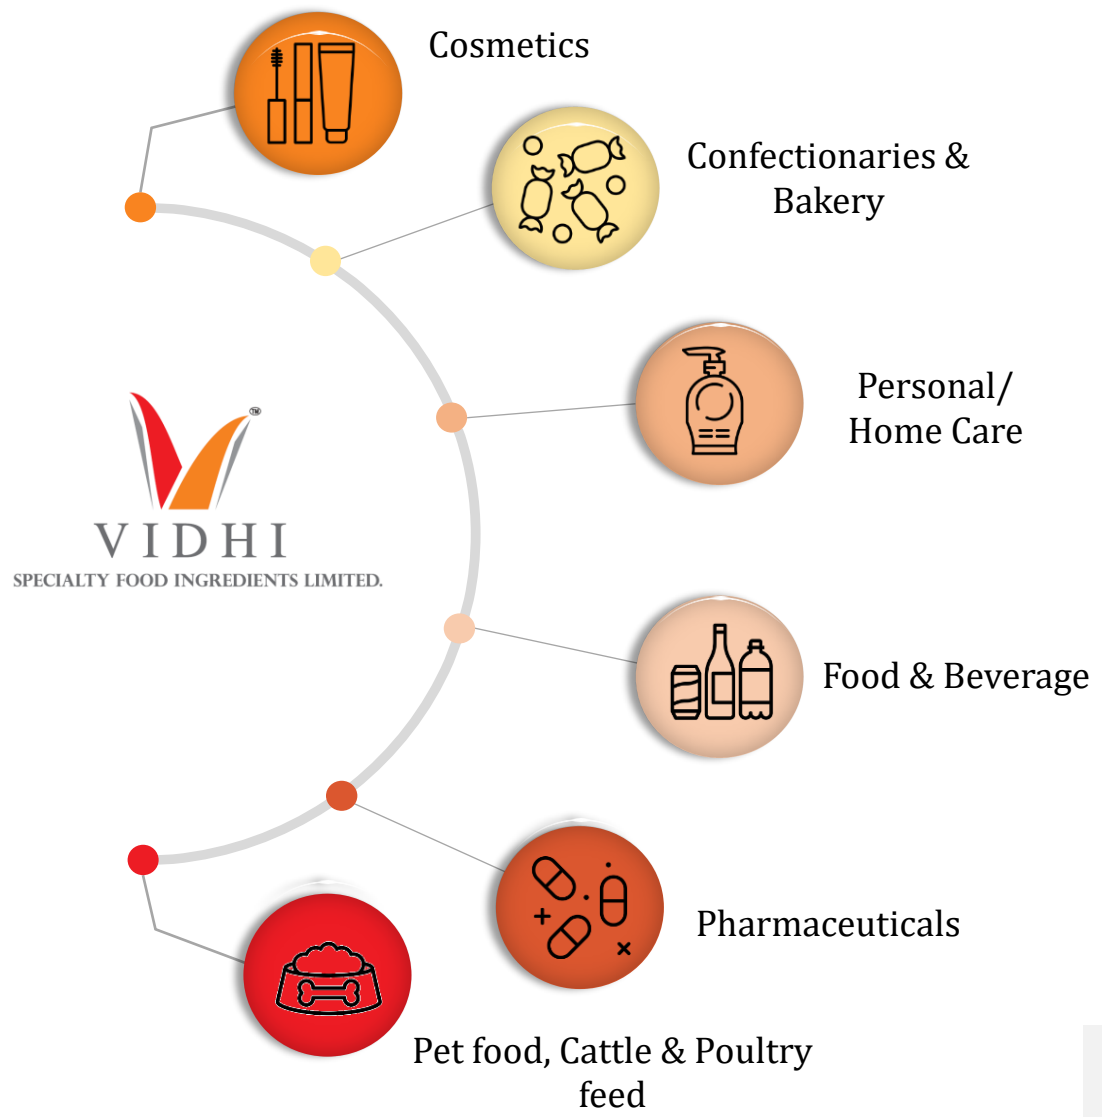 Cosmetics
Confectionaries &
Bakery
Personal/
Home Care
TM
VIDHI
SPECIALTY FOOD INGREDIENTS LIMITED.
Food & Beverage
Pharmaceuticals
Pet food, Cattle & Poultry
feed